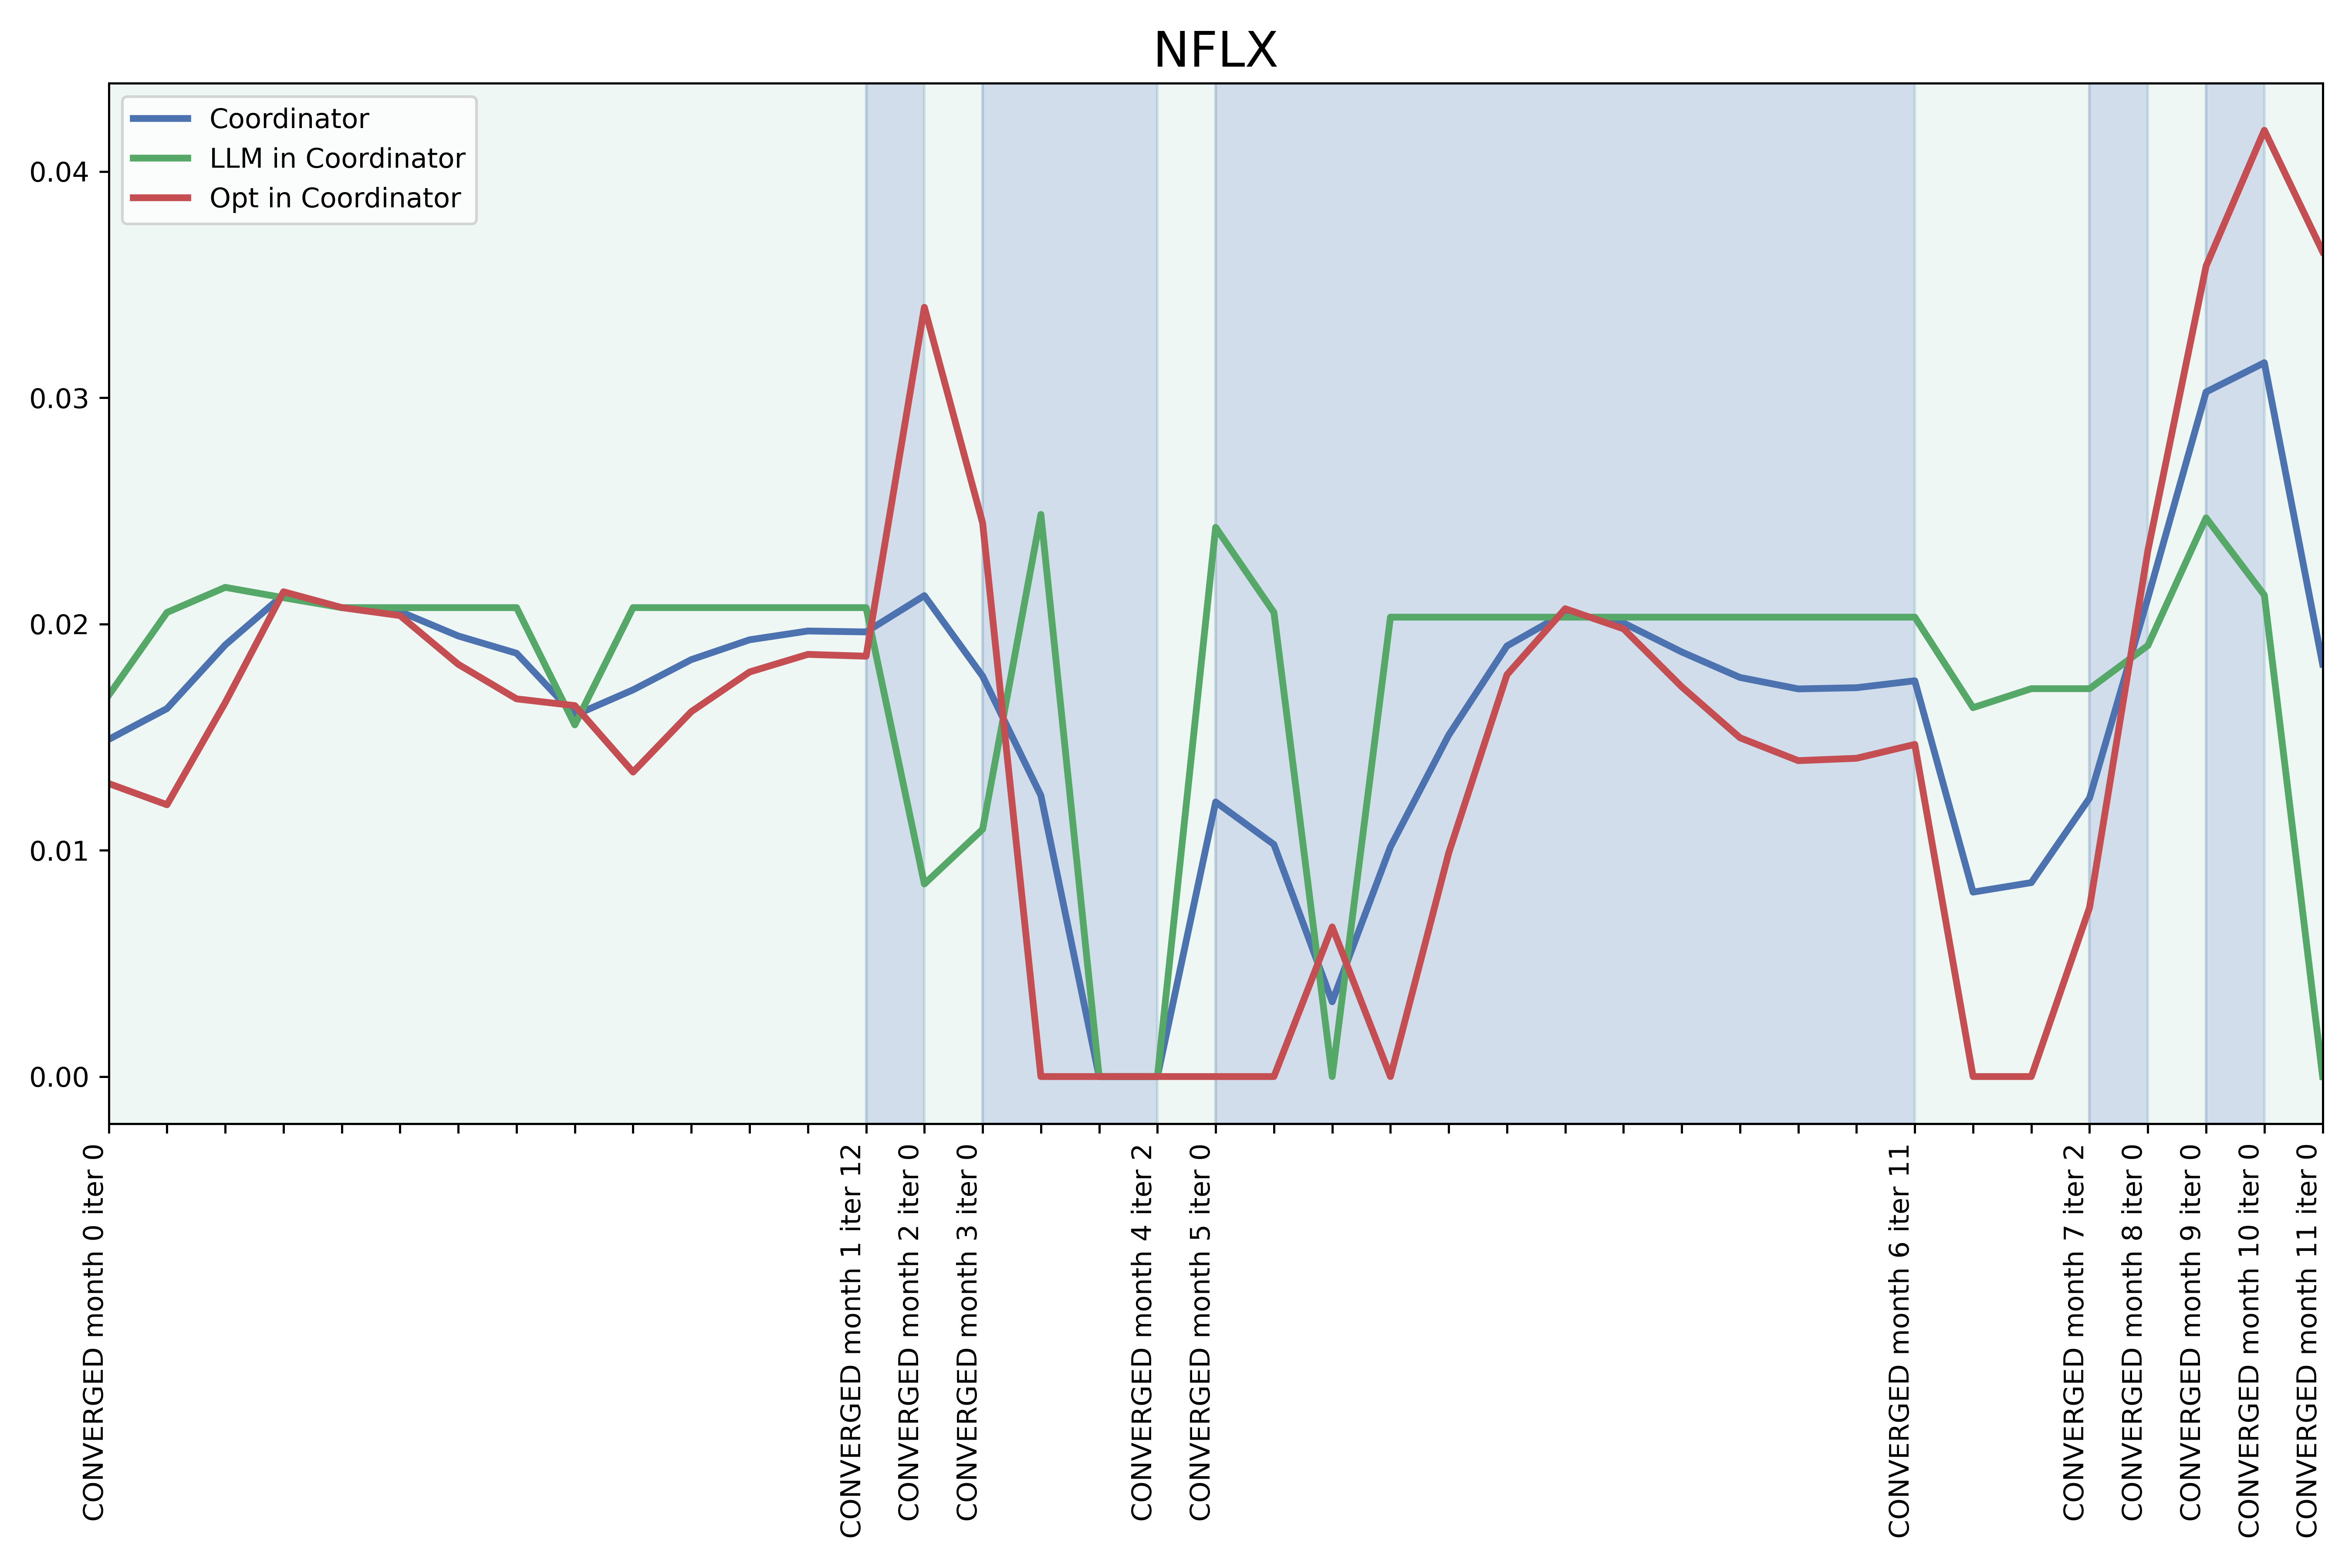 NFLX
Coordinator
LLM in Coordinator
Opt in Coordinator
0.04
0.03
0.02
0.01
0.00
CONVERGED month 0 iter 0
CONVERGED month 1 iter 12
CONVERGED month 2 iter 0
CONVERGED month 3 iter 0
CONVERGED month 4 iter 2
CONVERGED month 5 iter 0
CONVERGED month 6 iter 11
CONVERGED month 7 iter 2
CONVERGED month 8 iter 0
CONVERGED month 9 iter 0
CONVERGED month 10 iter 0
CONVERGED month 11 iter 0